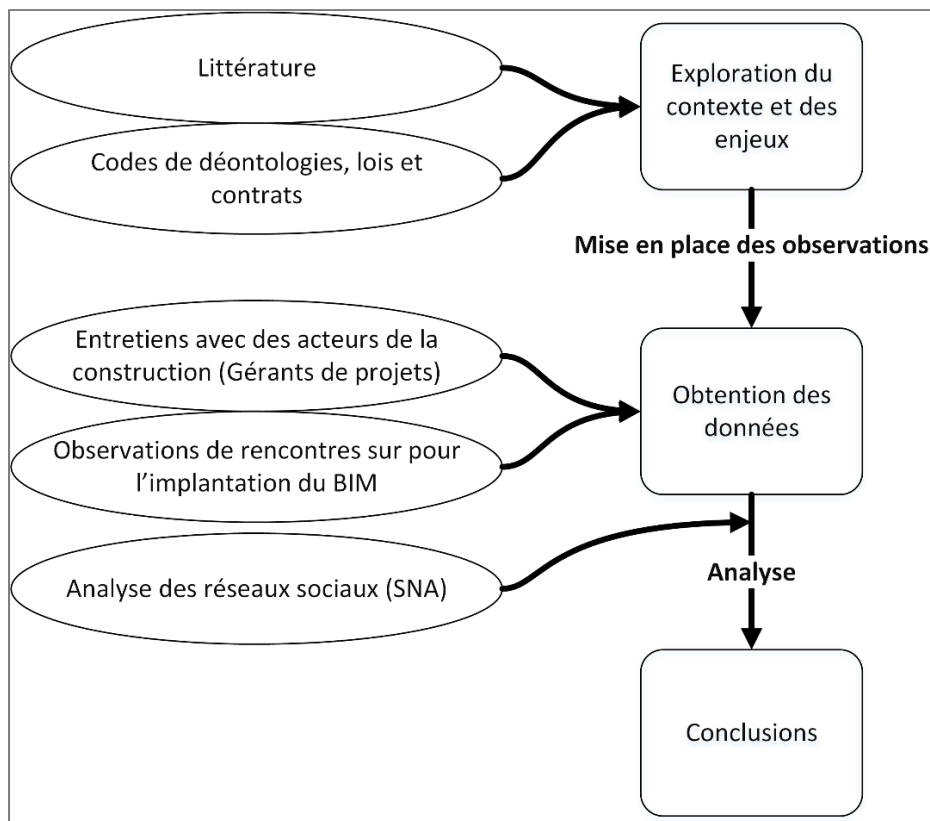 Littérature
Exploration du
contexte et des
enjeux
Codes de déontologies, lois et
contrats
Mise en place des observations
Entretiens avec des acteurs de la
construction (Gérants de projets)
Obtention des
données
Observations de rencontres sur pour
l'implantation du BIM
Analyse des réseaux sociaux (SNA)
Analyse
Conclusions